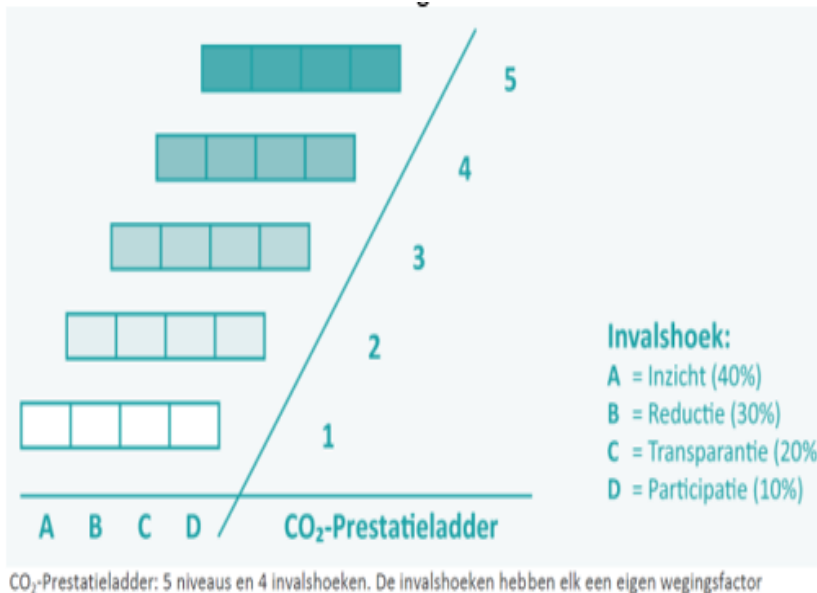 5
4
3
2
1
A B C D
CO₂-Prestatieladder
Invalshoek:
A = Inzicht (40%)
B = Reductie (30%)
C = Transparantie (20%
D = Participatie (10%)
CO₂-Prestatieladder: 5 niveaus en 4 invalshoeken. De invalshoeken hebben elk een eigen wegingsfactor